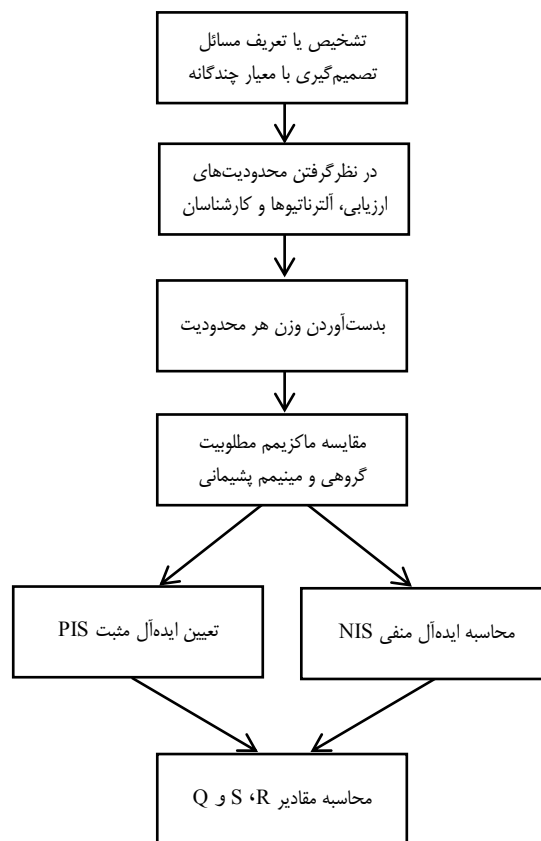 تشخیص یا تعریف مسائل
تصمیم‌گیری با معیار چندگانه
در نظرگرفتن محدودیت‌های
ارزیابی، آلترناتیوها و کارشناسان
بدست‌آوردن وزن هر محدودیت
مقایسه ماکزیمم مطلوبیت
گروهی و مینیمم پشیمانی
محاسبه ایده‌آل منفی NIS
تعیین ایده‌آل مثبت PIS
محاسبه مقادیر S ،R و Q